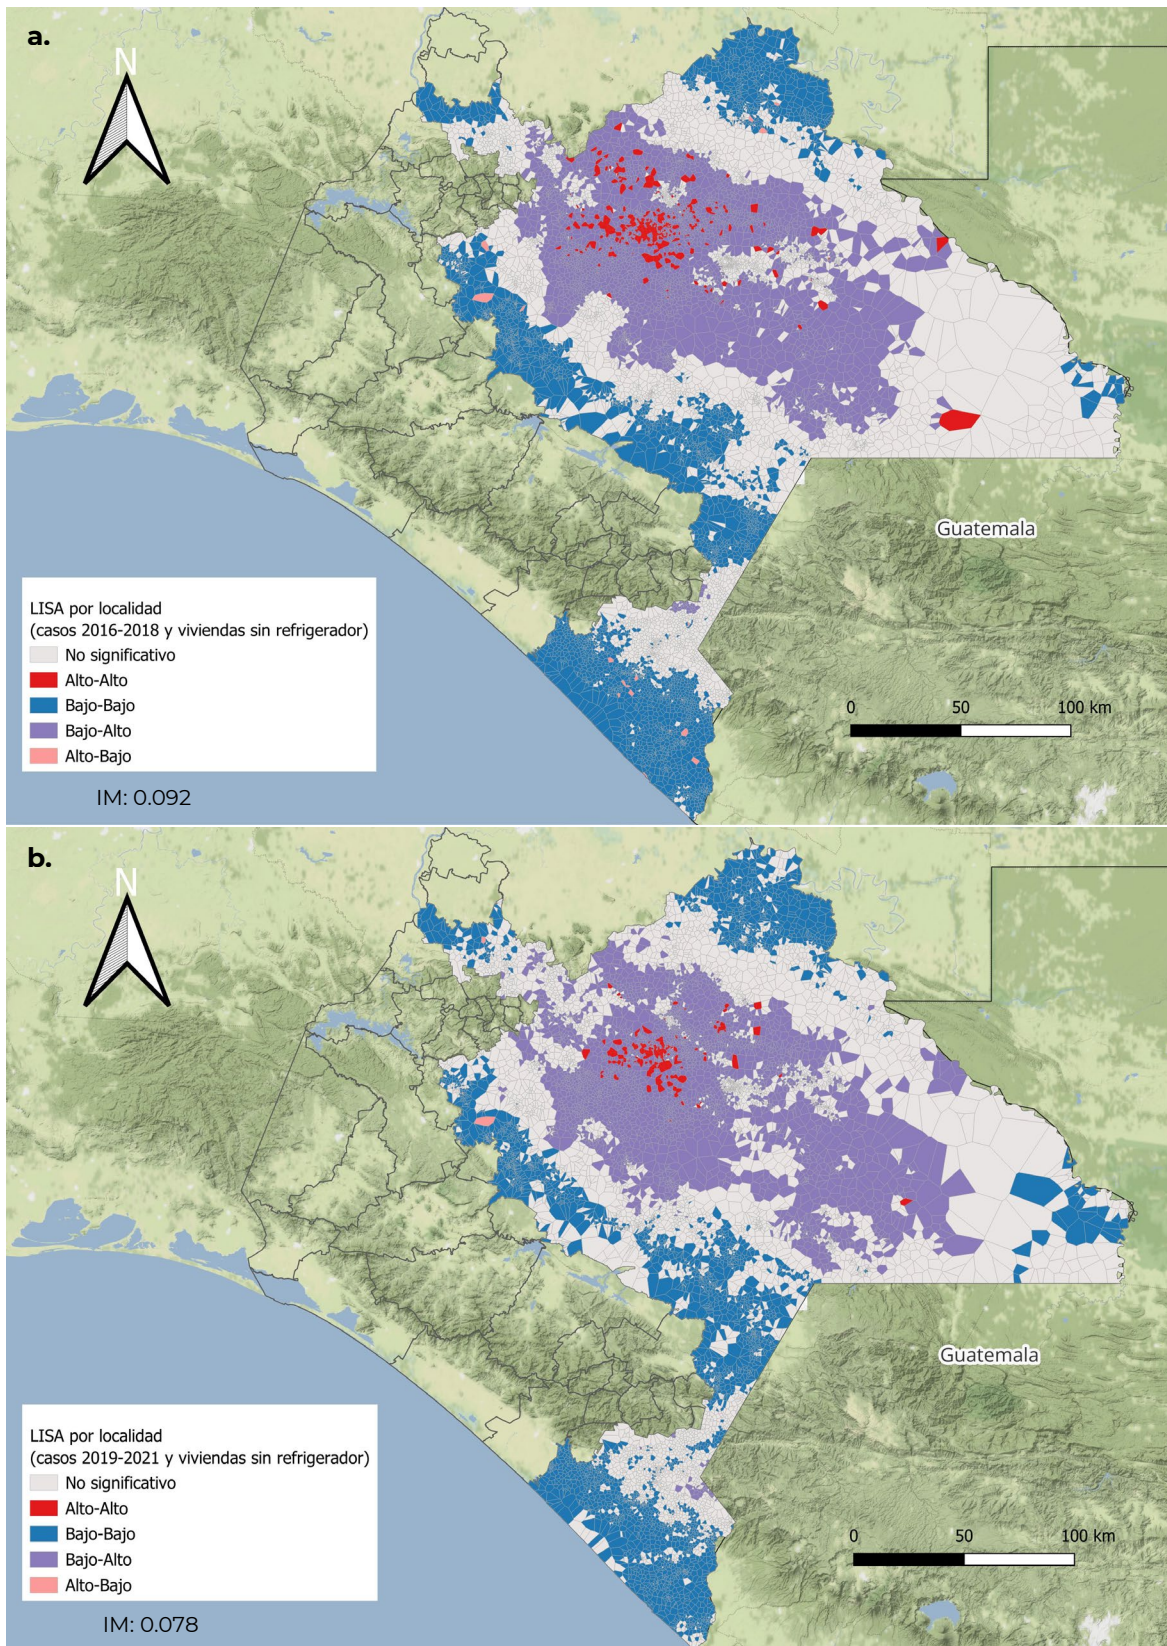 a.
N
Guatemala
LISA por localidad
(casos 2016-2018 y viviendas sin refrigerador)
No significativo
Alto-Alto
Bajo-Bajo
Bajo-Alto
Alto-Bajo
0 50 100 km
IM: 0.092
b.
N
Guatemala
LISA por localidad
(casos 2019-2021 y viviendas sin refrigerador)
No significativo
Alto-Alto
Bajo-Bajo
Bajo-Alto
Alto-Bajo
0 50 100 km
IM: 0.078